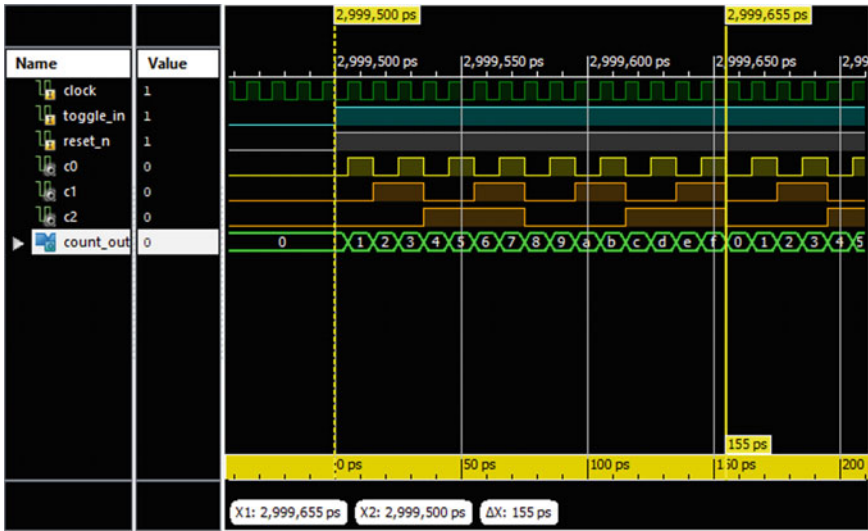 2,999,500 ps 2,999,655 ps
Name Value 2,999,500 ps 2,999,550 ps 2,999,600 ps 2,999,650 ps 2,99
clock 1
toggle_in 1
reset_n 1
c0 0
c1 0
c2 0
count_out 0 0 1 2 3 4 5 6 7 8 9 a b c d e f 0 1 2 3 4 5
155 ps
0 ps 50 ps 100 ps 150 ps 200
X1: 2,999,655 ps X2: 2,999,500 ps ΔX: 155 ps